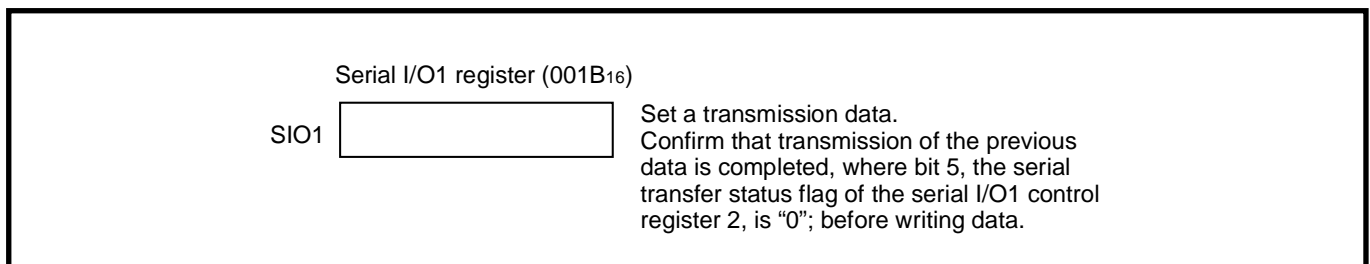 Serial I/O1 register (001B16)
SIO1
Set a transmission data.
Confirm that transmission of the previous
data is completed, where bit 5, the serial
transfer status flag of the serial I/O1 control
register 2, is “0”; before writing data.